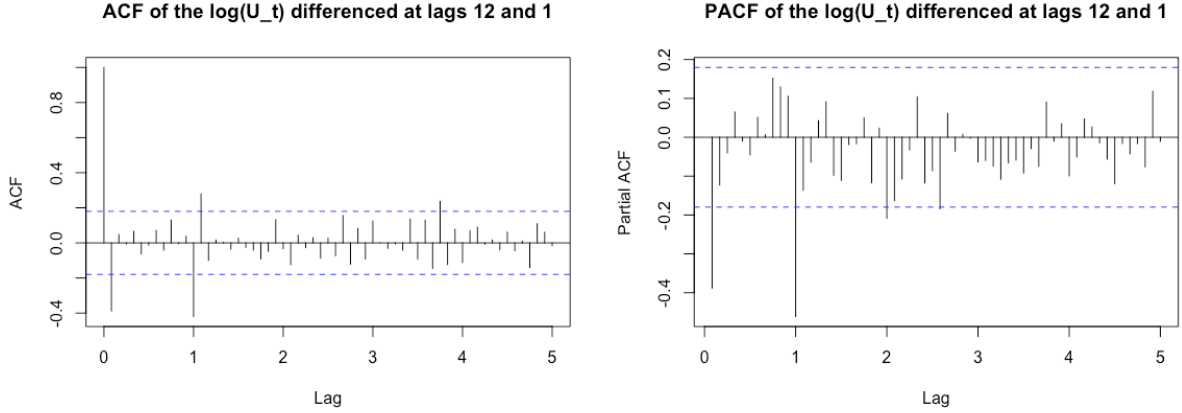 ACF of the log(U_t) differenced at lags 12 and 1
ACF
0.8
0.4
0.0
-0.4
0 1 2 3 4 5
Lag
PACF of the log(U_t) differenced at lags 12 and 1
Partial ACF
0.2
0.1
0.0
-0.2
-0.4
0 1 2 3 4 5
Lag